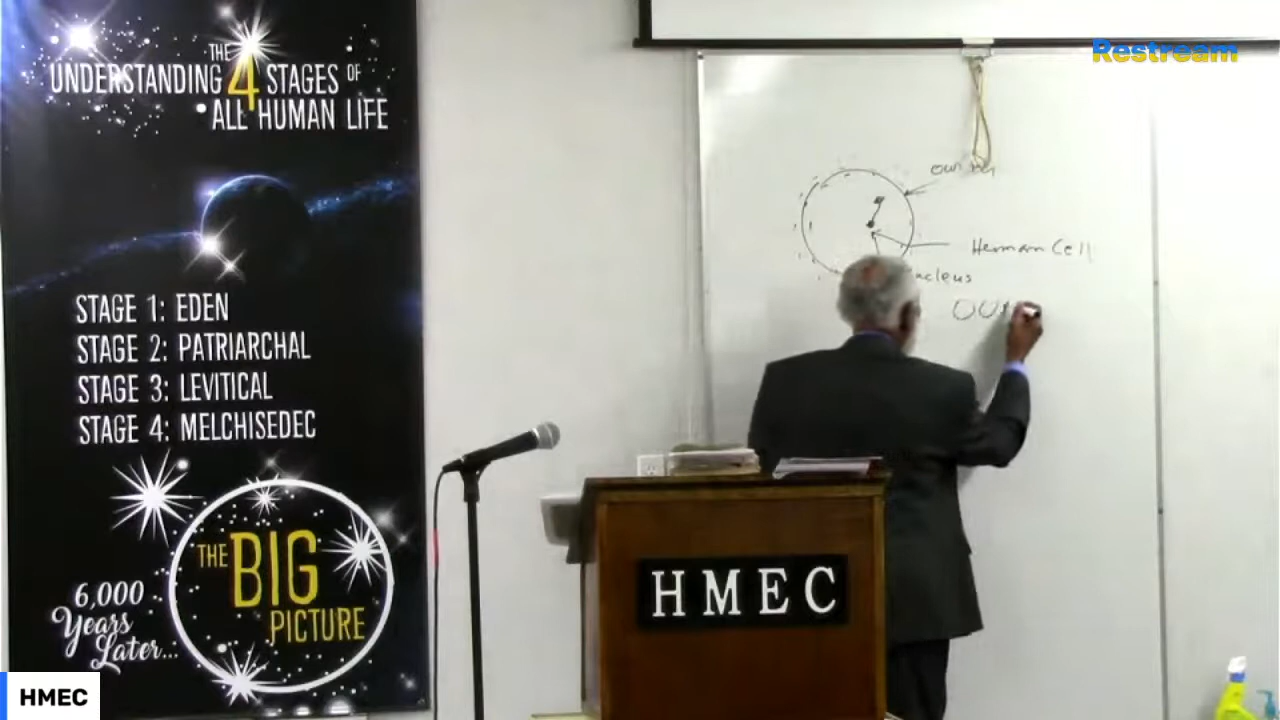 THE
UNDERSTANDING 4 STAGES OF
ALL HUMAN LIFE
STAGE 1: EDEN
STAGE 2: PATRIARCHAL
STAGE 3: LEVITICAL
STAGE 4: MELCHISEDEC
THE BIG
PICTURE
6,000
Years
Later...
HMEC
HMEC
Restream
Human Cell